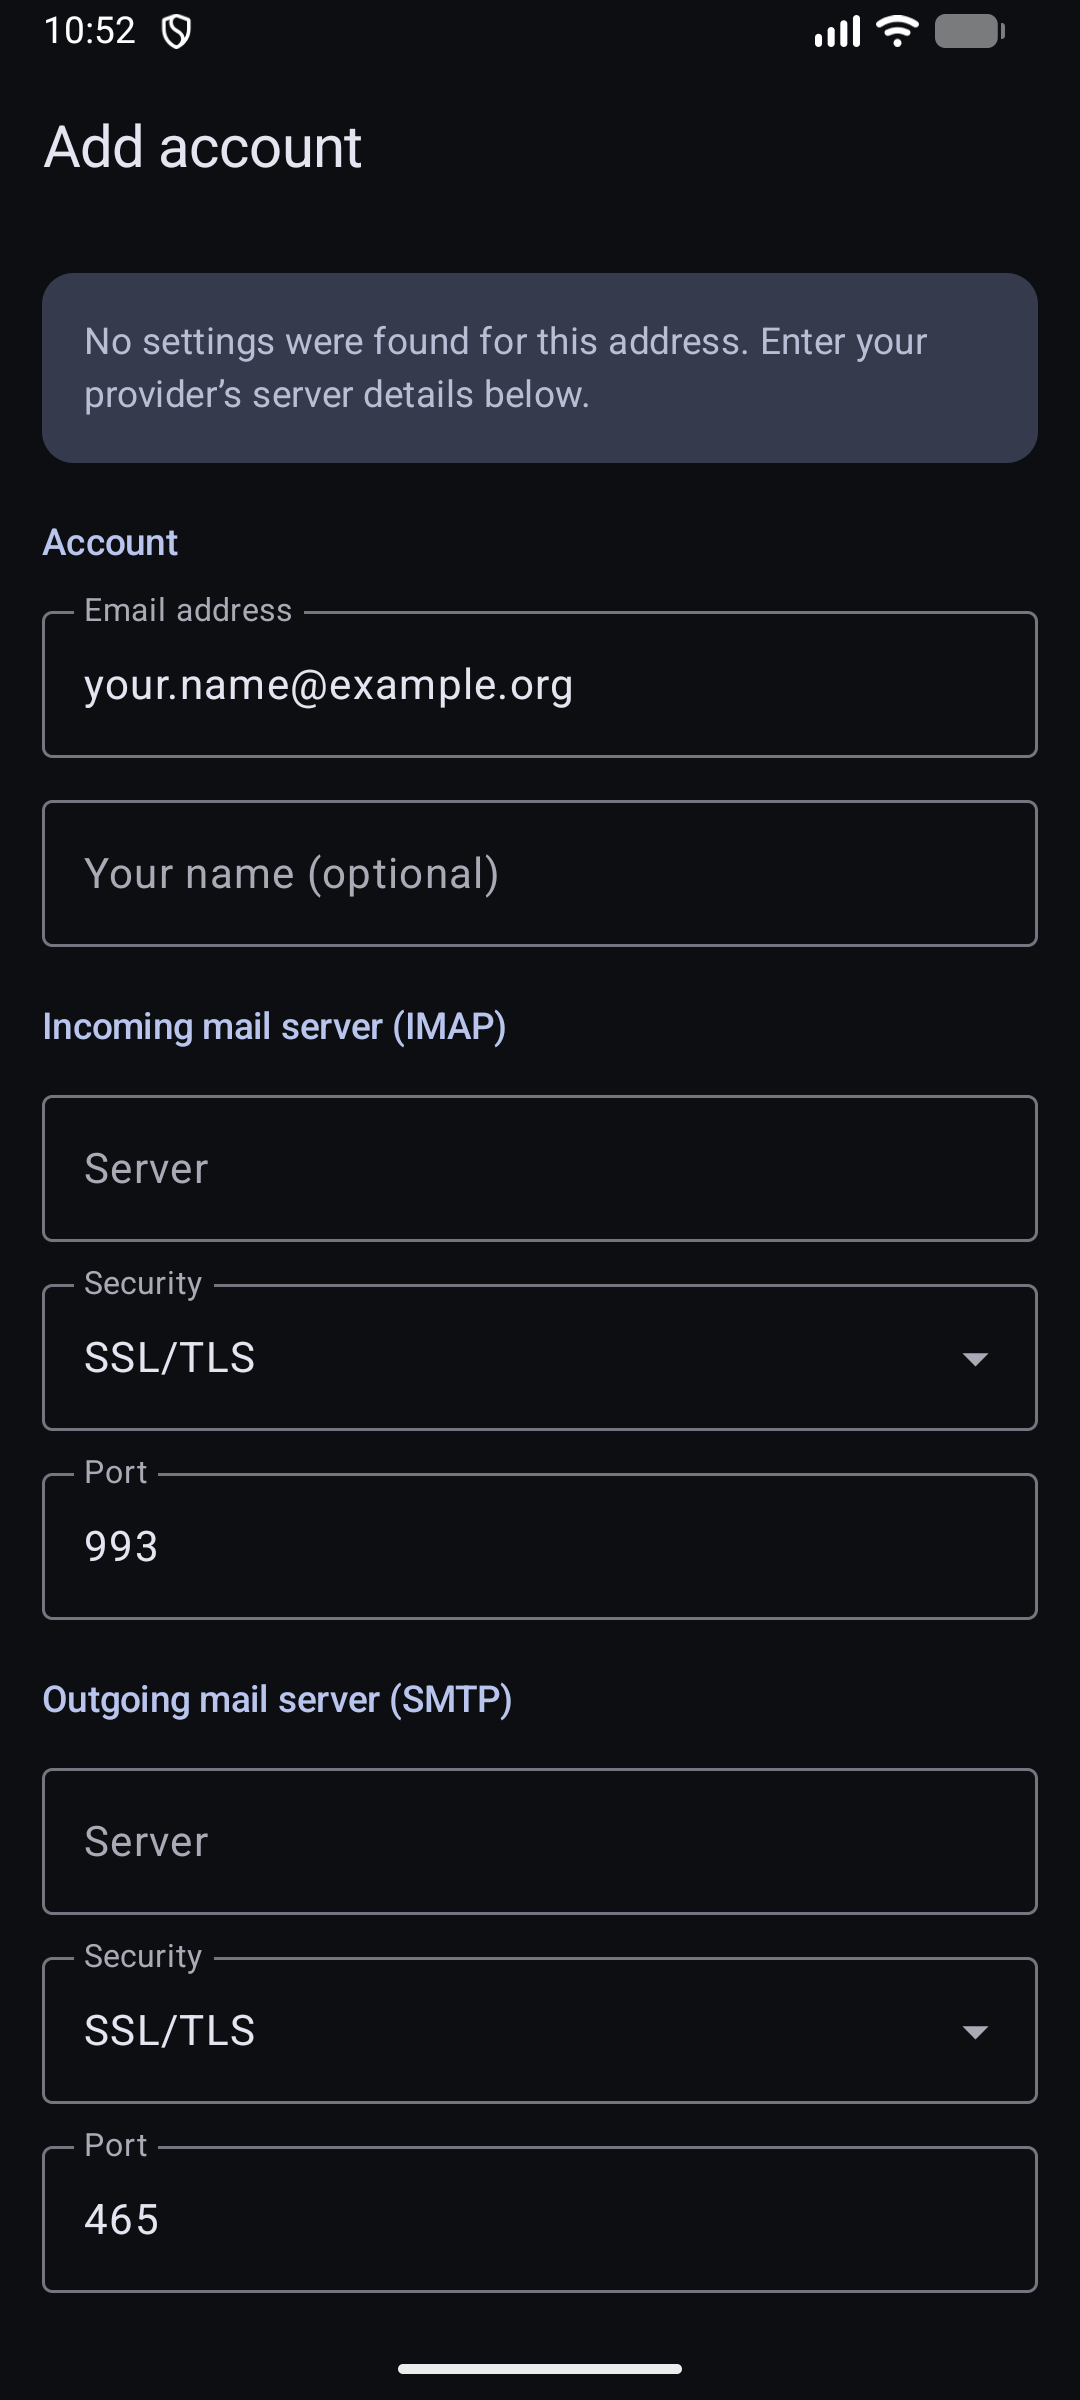 10:52
Add account
No settings were found for this address. Enter your
provider’s server details below.
Account
Email address
your.name@example.org
Your name (optional)
Incoming mail server (IMAP)
Server
Security
SSL/TLS
Port
993
Outgoing mail server (SMTP)
Server
Security
SSL/TLS
Port
465